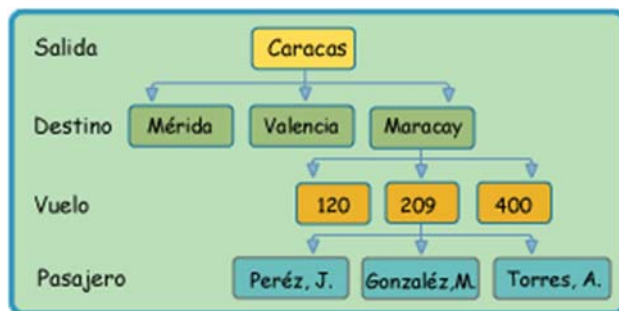 Salida Caracas
Destino Mérida Valencia Maracay
Vuelo 120 209 400
Pasajero Peréz, J. Gonzaléz,M. Torres, A.